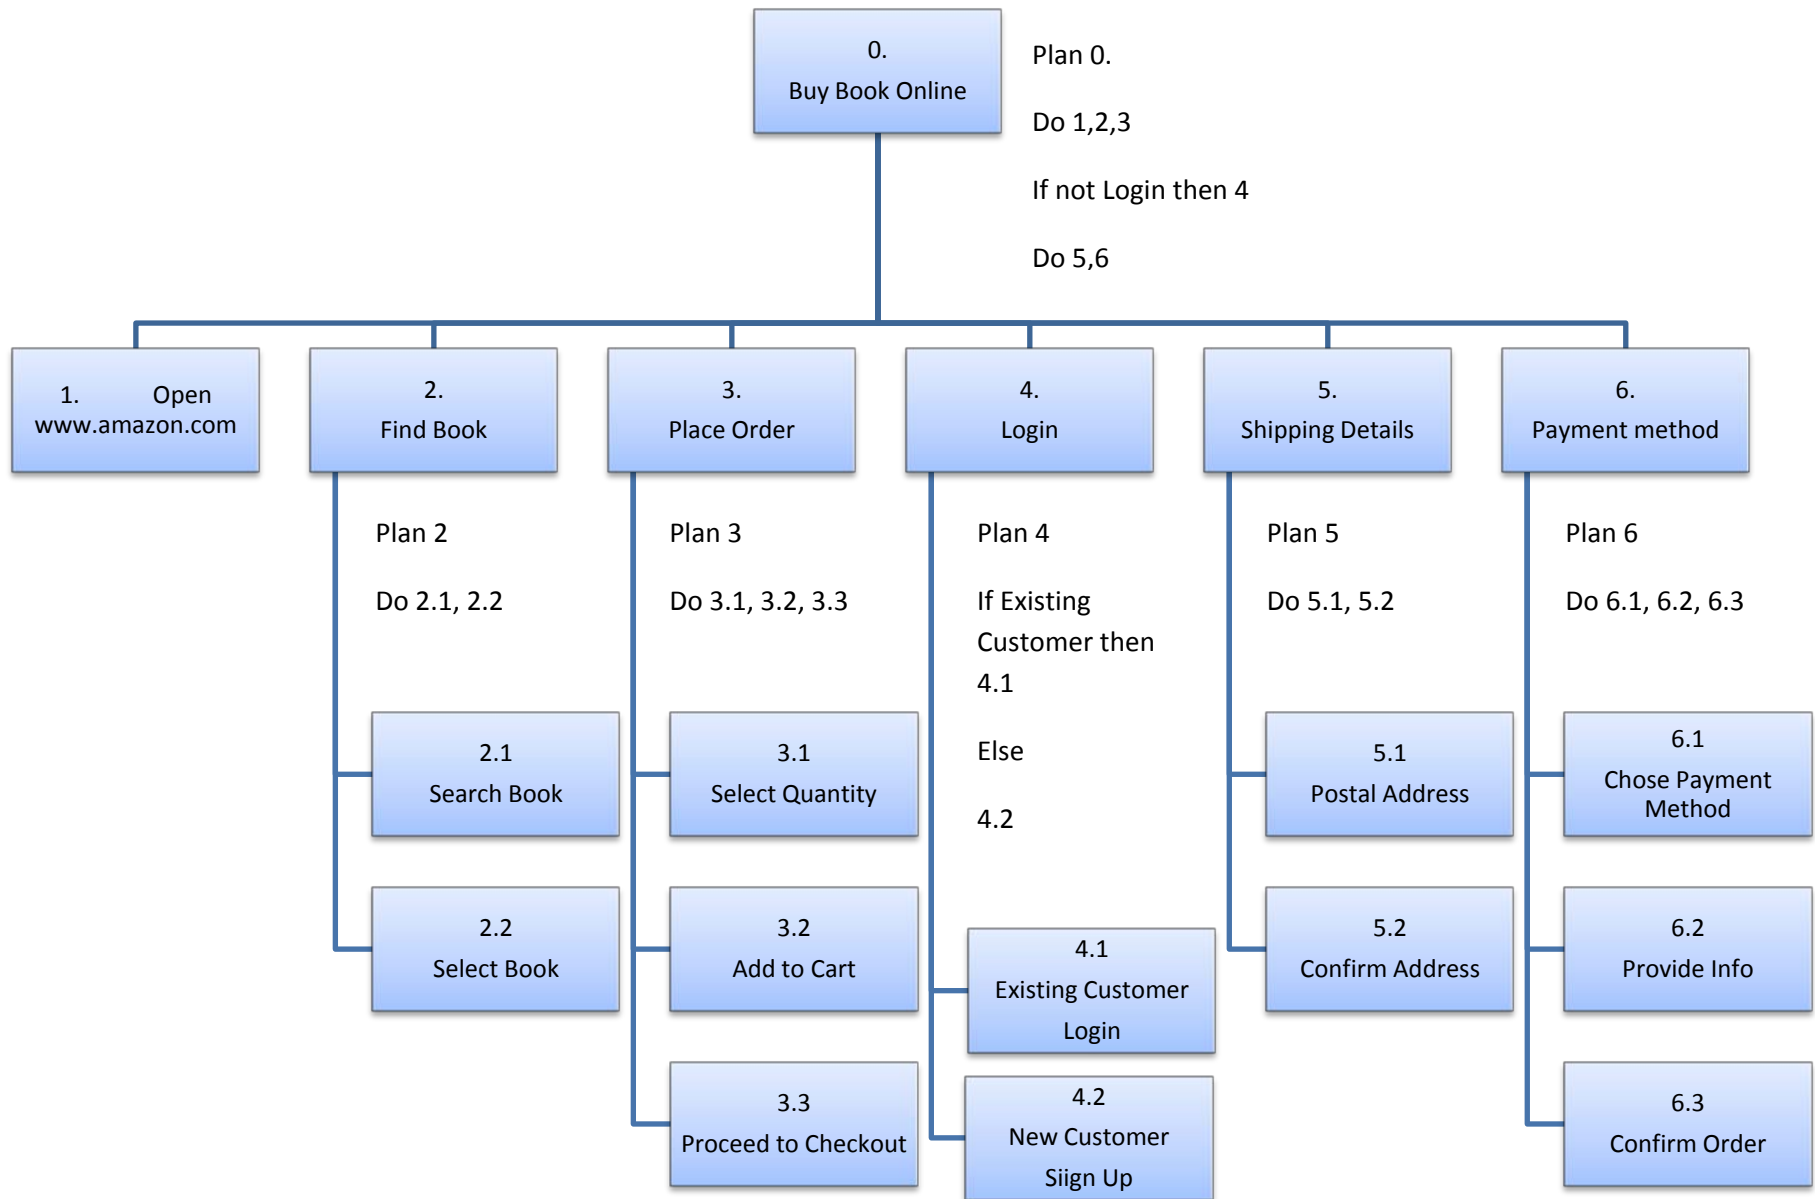 0.
Buy Book Online
Plan 0.
Do 1,2,3
If not Login then 4
Do 5,6
1. Open
www.amazon.com
2.
Find Book
3.
Place Order
4.
Login
5.
Shipping Details
6.
Payment method
Plan 2
Do 2.1, 2.2
Plan 3
Do 3.1, 3.2, 3.3
Plan 4
If Existing
Customer then
4.1
Else
4.2
Plan 5
Do 5.1, 5.2
Plan 6
Do 6.1, 6.2, 6.3
2.1
Search Book
2.2
Select Book
3.1
Select Quantity
3.2
Add to Cart
3.3
Proceed to Checkout
4.1
Existing Customer
Login
4.2
New Customer
Siign Up
5.1
Postal Address
5.2
Confirm Address
6.1
Chose Payment
Method
6.2
Provide Info
6.3
Confirm Order